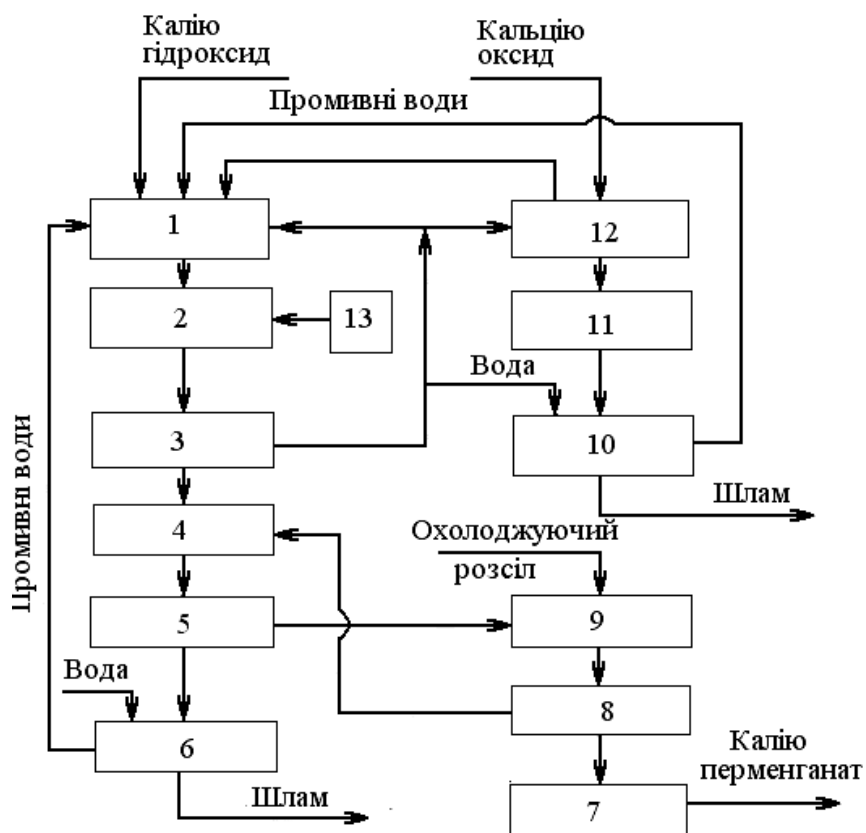 Калію
гідроксид
Кальцію
оксид
Промивні води
1
12
2
13
11
Вода
3
10
Промивні води
Шлам
4
Охолоджуючий
розсіл
5
9
Вода
8
6
Калію
перменганат
Шлам
7